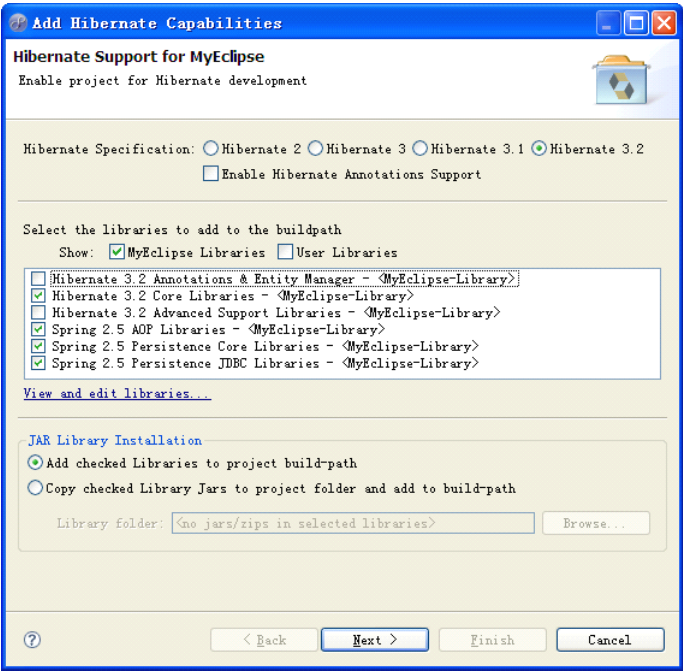 Add Hibernate Capabilities
Hibernate Support for MyEclipse
Enable project for Hibernate development
Hibernate Specification: Hibernate 2 Hibernate 3 Hibernate 3.1 Hibernate 3.2
Enable Hibernate Annotations Support
Select the libraries to add to the buildpath
Show: MyEclipse Libraries User Libraries
Hibernate 3.2 Annotations & Entity Manager - <MyEclipse-Library>
Hibernate 3.2 Core Libraries - <MyEclipse-Library>
Hibernate 3.2 Advanced Support Libraries - <MyEclipse-Library>
Spring 2.5 AOP Libraries - <MyEclipse-Library>
Spring 2.5 Persistence Core Libraries - <MyEclipse-Library>
Spring 2.5 Persistence JDBC Libraries - <MyEclipse-Library>
View and edit libraries...
JAR Library Installation
Add checked Libraries to project build-path
Copy checked Library Jars to project folder and add to build-path
Library folder: <no jars/zips in selected libraries> Browse...
? < Back Next > Finish Cancel